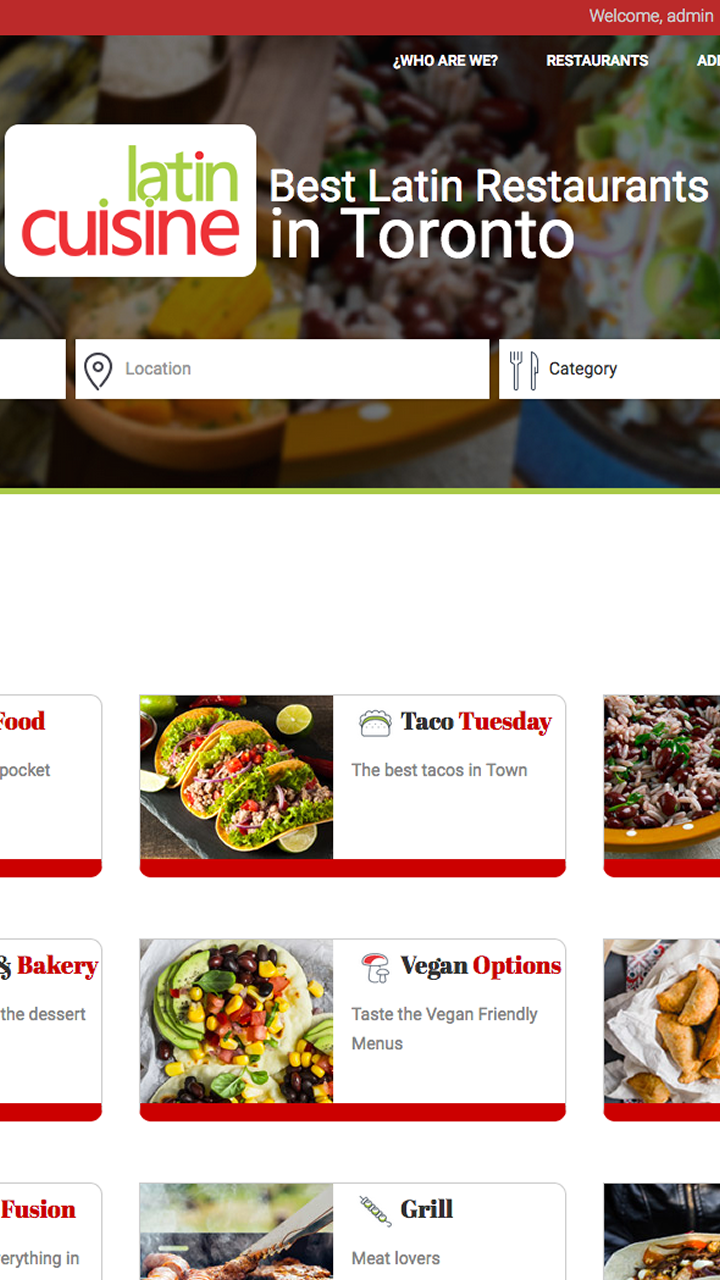 Welcome, admin
¿WHO ARE WE?
RESTAURANTS
latin
cuisine
Best Latin Restaurants
in Toronto
Location
Category
Food
pocket
Taco Tuesday
The best tacos in Town
& Bakery
the dessert
Vegan Options
Taste the Vegan Friendly
Menus
Fusion
everything in
Grill
Meat lovers